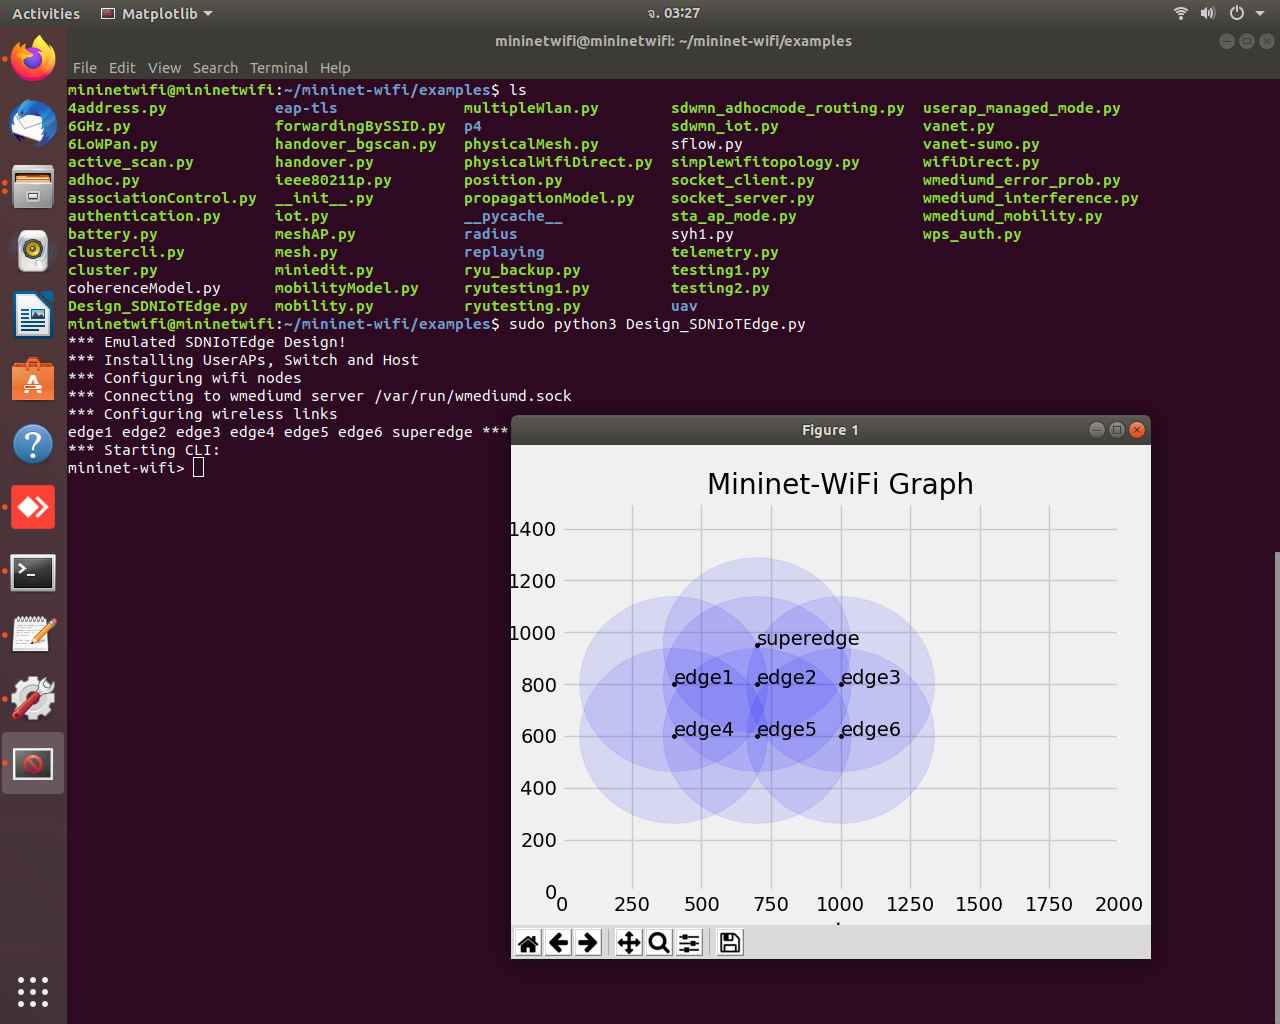 Activities Matplotlib จ. 03:27
mininetwifi@mininetwifi: ~/mininet-wifi/examples
File Edit View Search Terminal Help
mininetwifi@mininetwifi:~/mininet-wifi/examples$ ls
4address.py eap-tls multipleWlan.py sdwmn_adhocmode_routing.py userap_managed_mode.py
6GHz.py forwardingBySSID.py p4 sdwmn_iot.py vanet.py
6LoWPan.py handover_bgscan.py physicalMesh.py sflow.py vanet-sumo.py
active_scan.py handover.py physicalWifiDirect.py simplewifitopology.py wifiDirect.py
adhoc.py ieee80211p.py position.py socket_client.py wmediumd_error_prob.py
associationControl.py __init__.py propagationModel.py socket_server.py wmediumd_interference.py
authentication.py iot.py __pycache__ sta_ap_mode.py wmediumd_mobility.py
battery.py meshAP.py radius syh1.py wps_auth.py
clustercli.py mesh.py replaying telemetry.py
cluster.py miniedit.py ryu_backup.py testing1.py
coherenceModel.py mobilityModel.py ryutesting1.py testing2.py
Design_SDNIoTEdge.py mobility.py ryutesting.py uav
mininetwifi@mininetwifi:~/mininet-wifi/examples$ sudo python3 Design_SDNIoTEdge.py
*** Emulated SDNIoTEdge Design!
*** Installing UserAPs, Switch and Host
*** Configuring wifi nodes
*** Connecting to wmediumd server /var/run/wmediumd.sock
*** Configuring wireless links
edge1 edge2 edge3 edge4 edge5 edge6 superedge ***
*** Starting CLI:
mininet-wifi>
Figure 1
Mininet-WiFi Graph
1400
1200
1000
800
600
400
200
0
superedge
edge1 edge2 edge3
edge4 edge5 edge6
0 250 500 750 1000 1250 1500 1750 2000